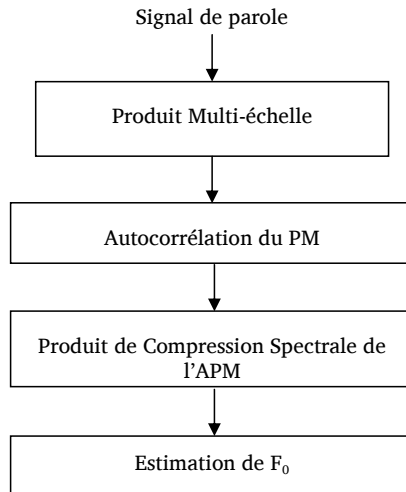 Signal de parole
Produit Multi-échelle
Autocorrélation du PM
Produit de Compression Spectrale de
l’APM
Estimation de F₀